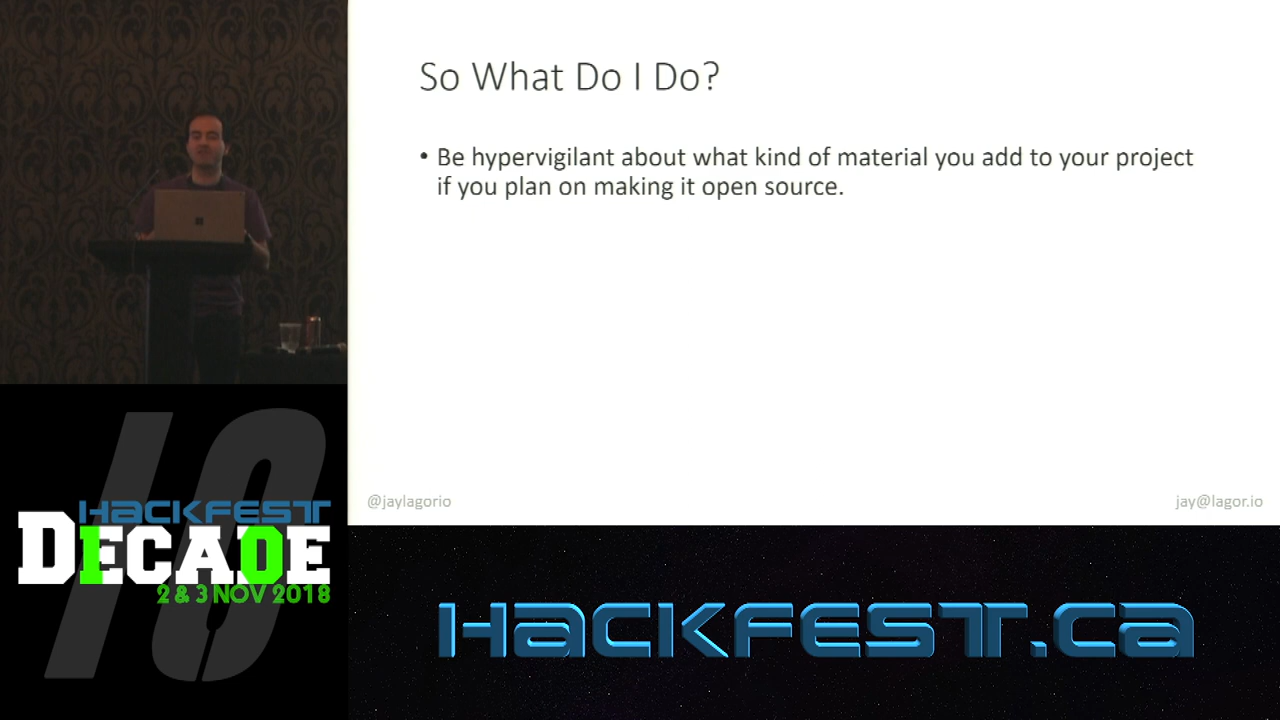 So What Do I Do?
• Be hypervigilant about what kind of material you add to your project
if you plan on making it open source.
@jaylagorio
jay@lagor.io
10
HACKFEST
DECADE
2 & 3 NOV 2018
HACKFEST.ca